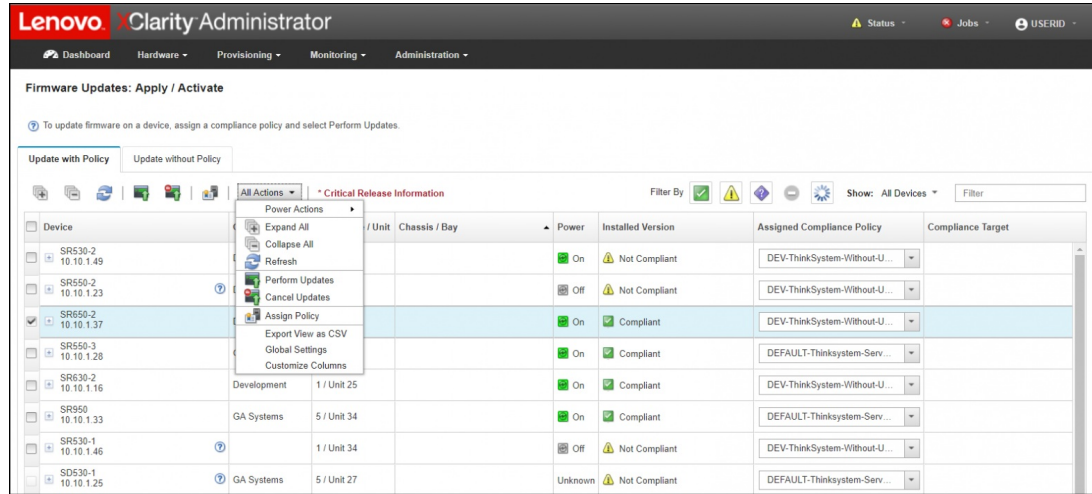 Lenovo. XClarity Administrator
Status
Jobs
USERID
Dashboard Hardware Provisioning Monitoring Administration
Firmware Updates: Apply / Activate
To update firmware on a device, assign a compliance policy and select Perform Updates.
Update with Policy Update without Policy
All Actions * Critical Release Information Filter By Show: All Devices Filter
Power Actions
Expand All
Collapse All
Refresh
Perform Updates
Cancel Updates
Assign Policy
Export View as CSV
Global Settings
Customize Columns
Device / Unit Chassis / Bay Power Installed Version Assigned Compliance Policy Compliance Target
SR530-2
10.10.1.49 On Not Compliant DEV-ThinkSystem-Without-U...
SR550-2
10.10.1.23 Off Not Compliant DEV-ThinkSystem-Without-U...
SR650-2
10.10.1.37 On Compliant DEV-ThinkSystem-Without-U...
SR550-3
10.10.1.28 On Compliant DEFAULT-Thinksystem-Serv...
SR630-2
10.10.1.16 Development 1 / Unit 25 On Compliant DEV-ThinkSystem-Without-U...
SR950
10.10.1.33 GA Systems 5 / Unit 34 On Compliant DEFAULT-Thinksystem-Serv...
SR530-1
10.10.1.46 1 / Unit 34 Off Not Compliant DEV-ThinkSystem-Without-U...
SD530-1
10.10.1.25 GA Systems 5 / Unit 27 Unknown Not Compliant DEFAULT-Thinksystem-Serv...